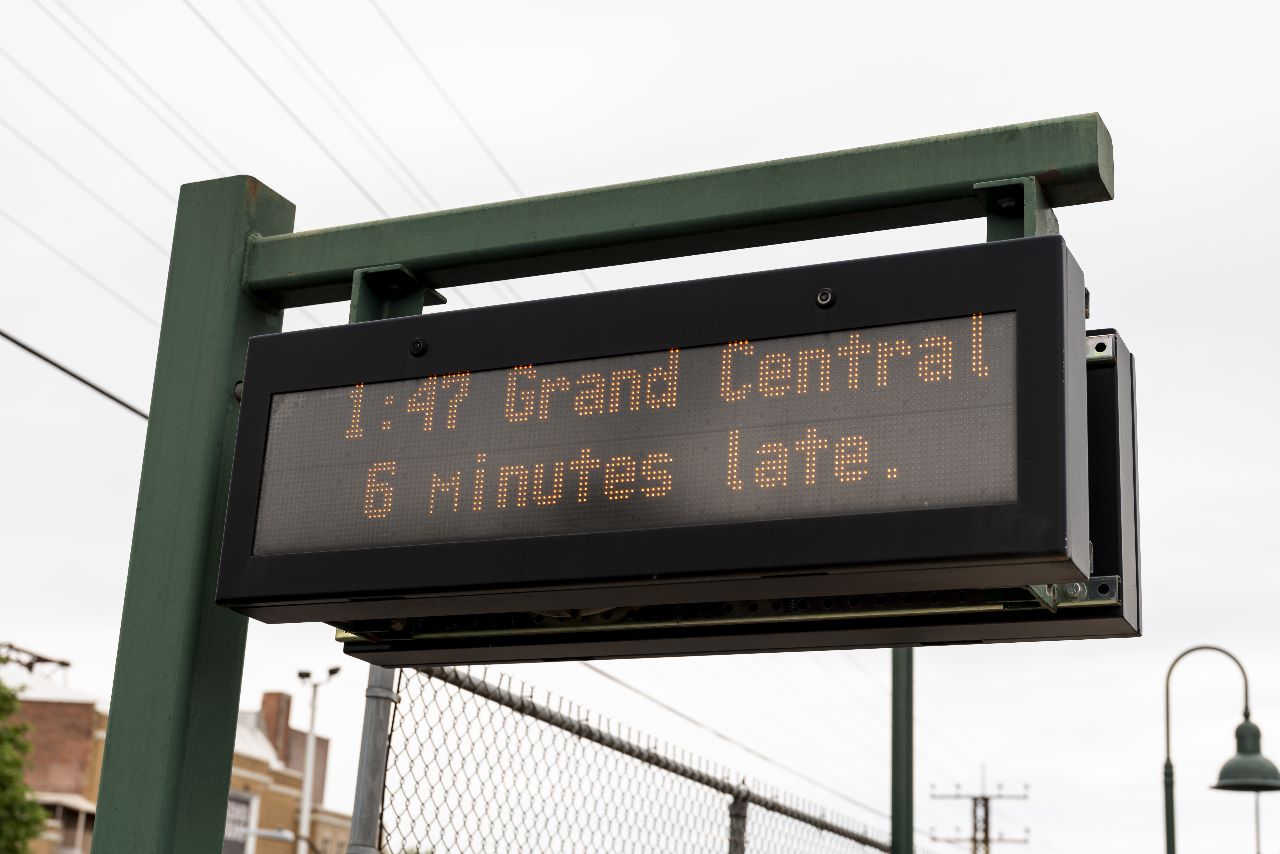 1:47 Grand Central
6 minutes late.